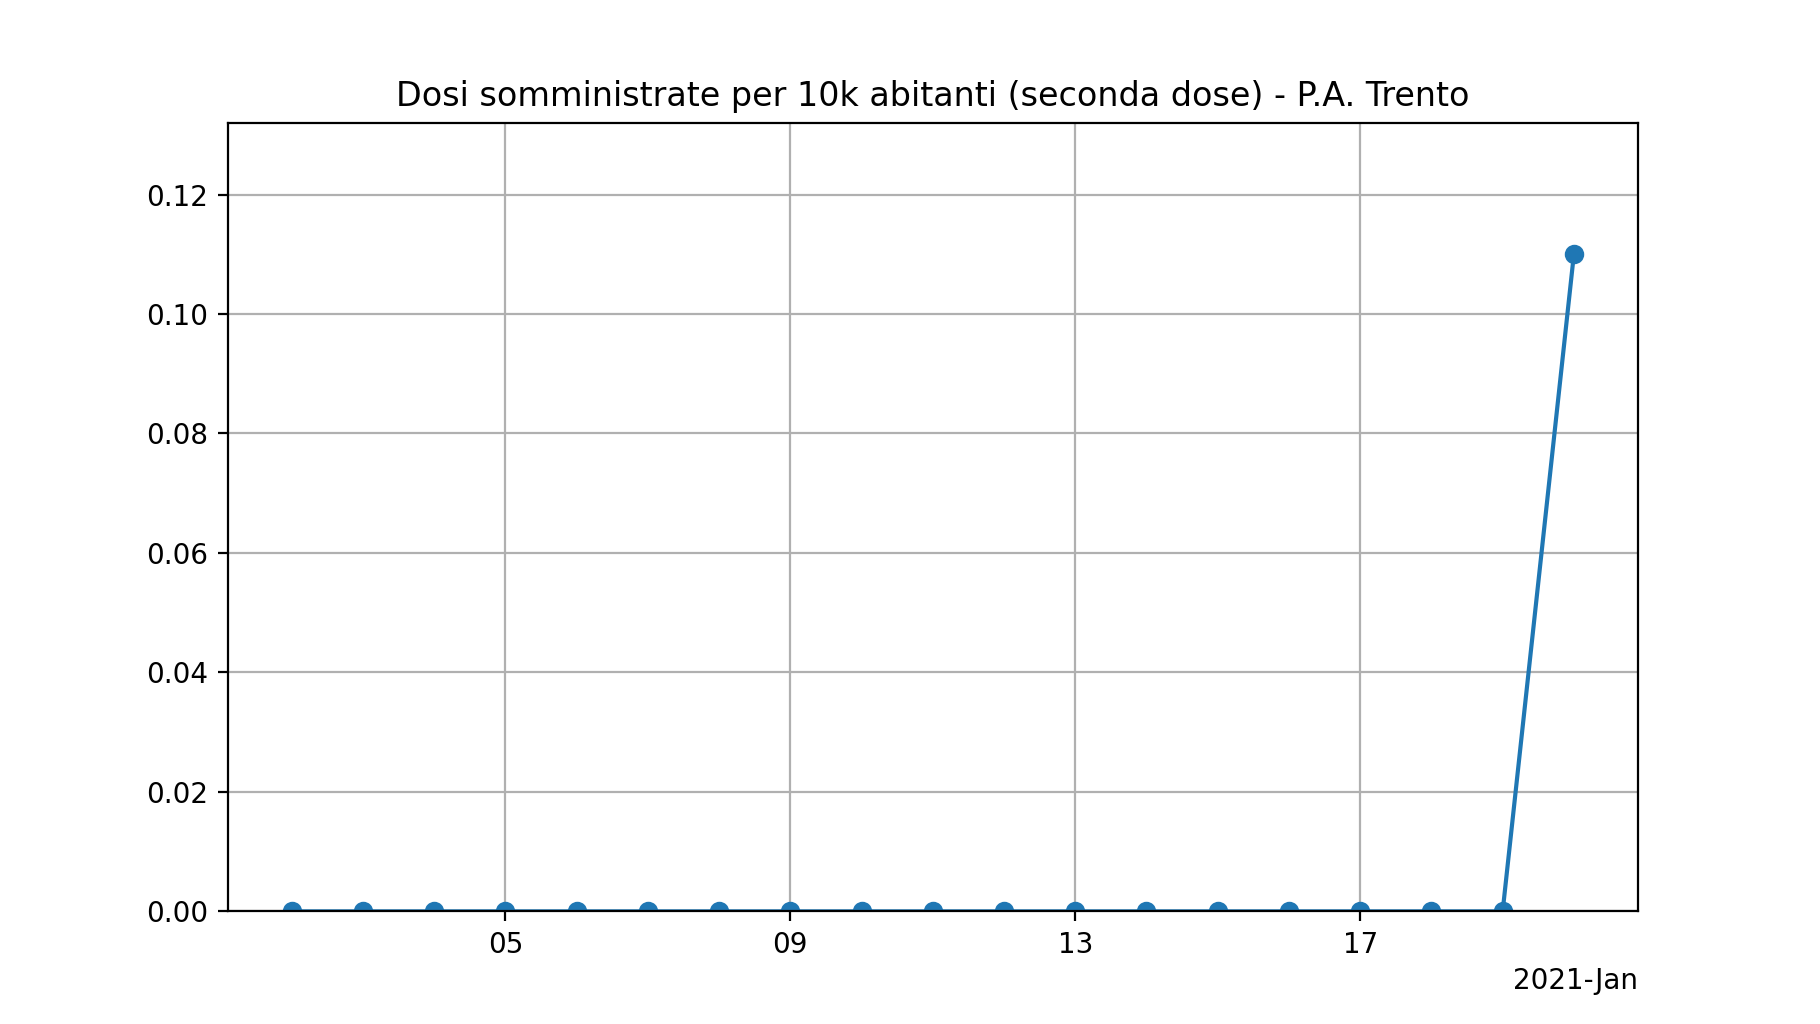 Dosi somministrate per 10k abitanti (seconda dose) - P.A. Trento
0.12
0.10
0.08
0.06
0.04
0.02
0.00
05 09 13 17
2021-Jan